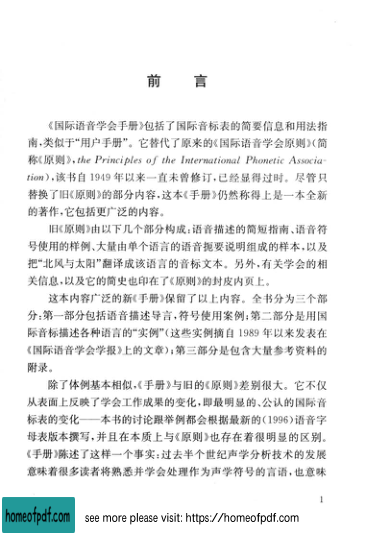 前　言
《国际语音学会手册》包括了国际音标表的简要信息和用法指
南，类似于“用户手册”。它替代了原来的《国际语音学会原则》（简
称《原则》，the Principles of the International Phonetic Associa-
tion），该书自 1949 年以来一直未曾修订，已经显得过时。尽管只
替换了旧《原则》的部分内容，这本《手册》仍然称得上是一本全新
的著作，它包括更广泛的内容。
旧《原则》由以下几个部分构成：语音描述的简短指南、语音符
号使用的样例、大量由单个语言的语音扼要说明组成的样本，以及
把“北风与太阳”翻译成该语言的音标文本。另外，有关学会的相
关信息，以及它的简史也印在了《原则》的封皮内页上。
这本内容广泛的新《手册》保留了以上内容。全书分为三个部
分：第一部分包括语音描述导言，符号使用案例；第二部分是用国
际音标描述各种语言的“实例”（这些实例摘自 1989 年以来发表在
《国际语音学会学报》上的文章）；第三部分是包含大量参考资料的
附录。
除了体例基本相似，《手册》与旧的《原则》差别很大。它不仅
从表面上反映了学会工作成果的变化，即最明显的、公认的国际音
标表的变化——本书的讨论跟举例都会根据最新的（1996）语音字
母表版本撰写，并且在本质上与《原则》也存在着很明显的区别。
《手册》陈述了这样一个事实：过去半个世纪声学分析技术的发展
意味着很多读者将熟悉并学会处理作为声学符号的言语，也意味
1
homeofpdf.com
see more please visit: https://homeofpdf.com